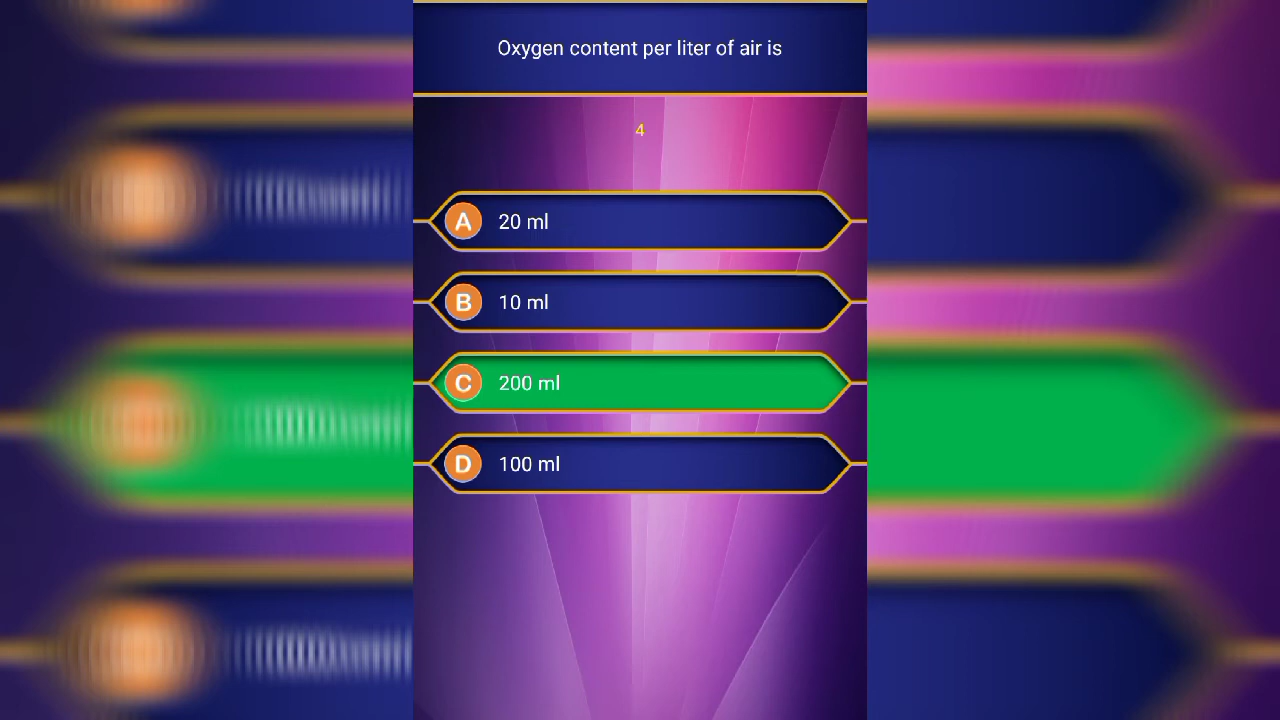 Oxygen content per liter of air is
4
A 20 ml
B 10 ml
C 200 ml
D 100 ml